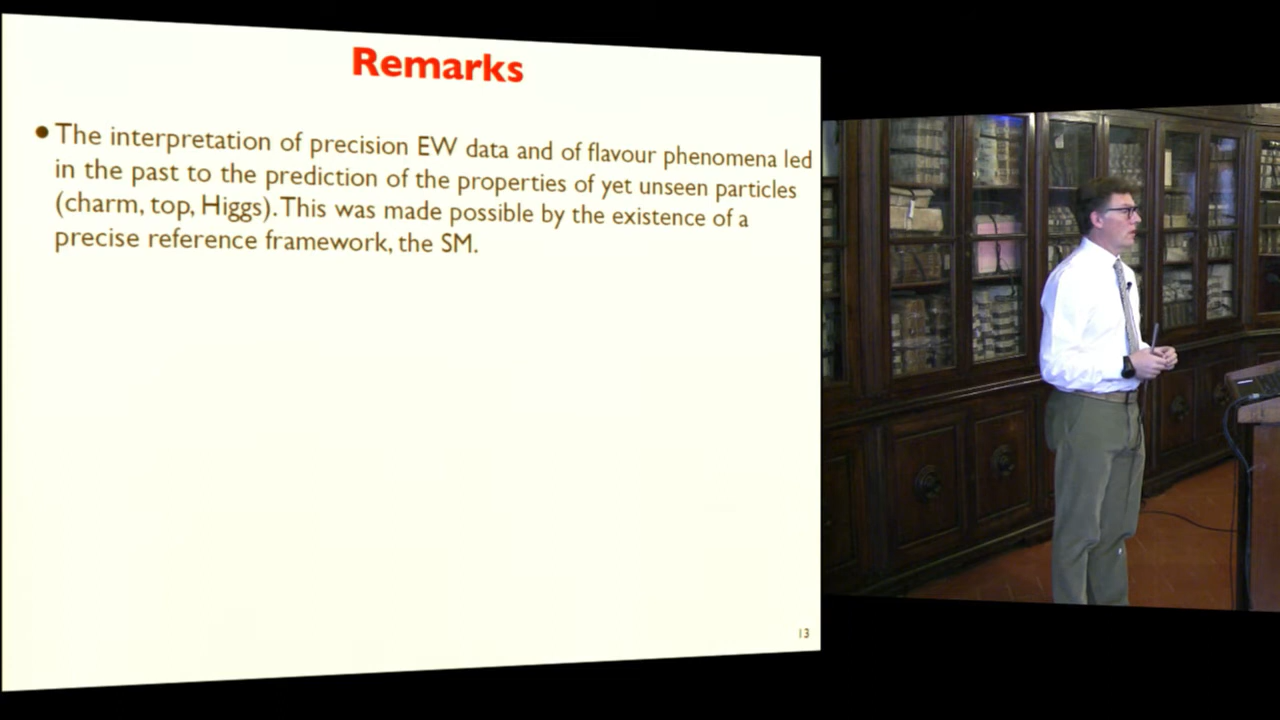 Remarks
• The interpretation of precision EW data and of flavour phenomena led
in the past to the prediction of the properties of yet unseen particles
(charm, top, Higgs). This was made possible by the existence of a
precise reference framework, the SM.
13